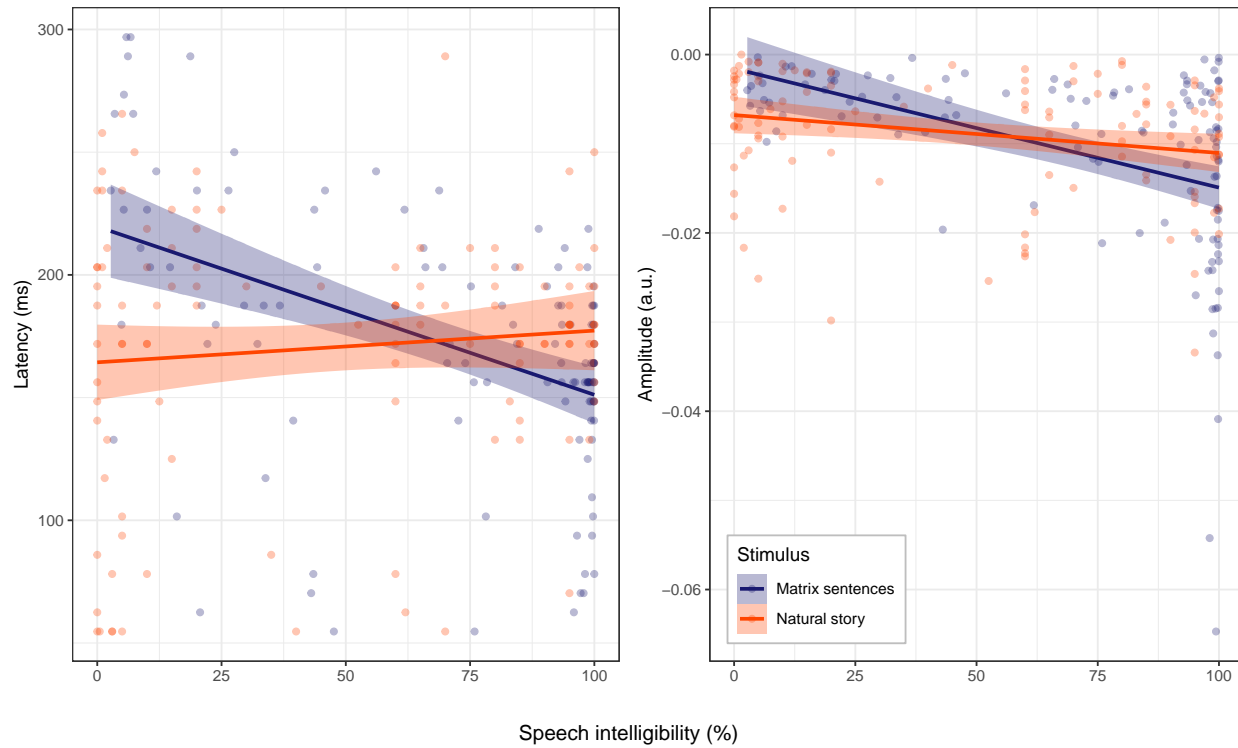 300
200
100
Latency (ms)
0
25
50
75
100
0.00
−0.02
−0.04
−0.06
Amplitude (a.u.)
0
25
50
75
100
Stimulus
Matrix sentences
Natural story
Speech intelligibility (%)